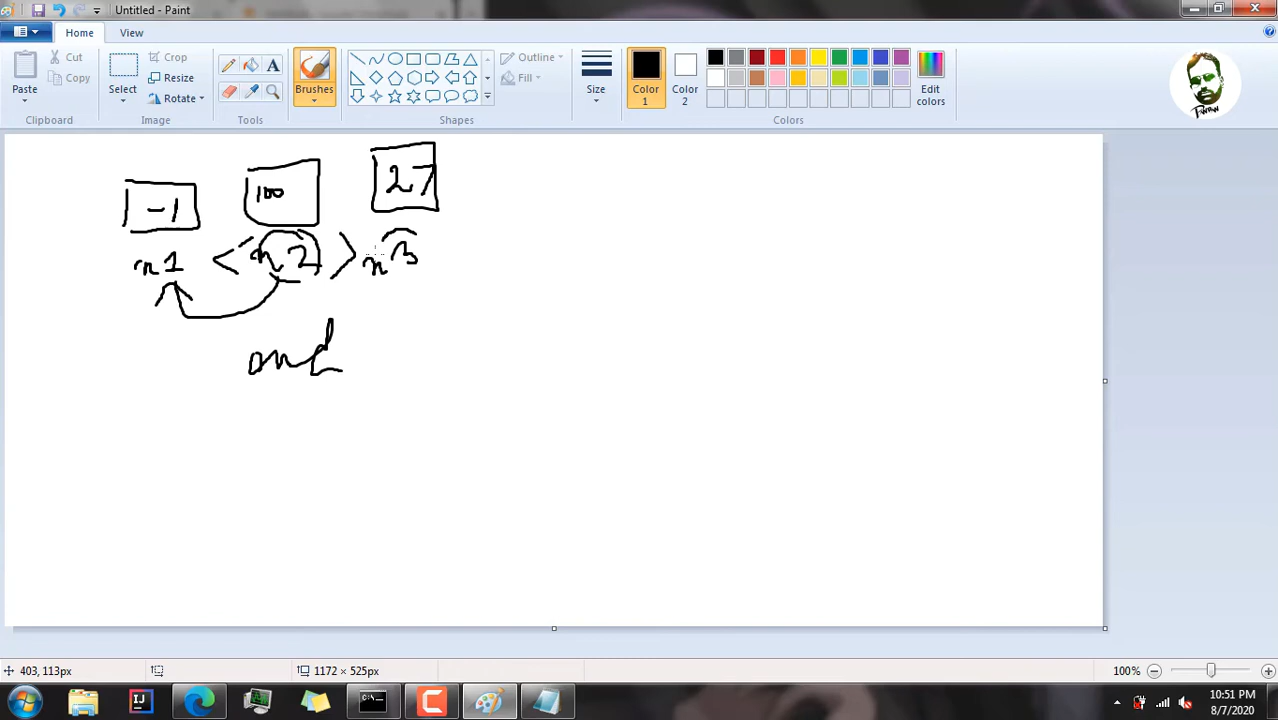 Untitled - Paint
Home View
Paste
Cut
Copy
Clipboard
Select
Crop
Resize
Rotate
Image
A
Tools
Brushes
Outline
Fill
Shapes
Size
Color 1
Color 2
Edit colors
Colors
-1 100 27
n1 < n2 > n3
and
403, 113px
1172 × 525px
100%
IJ
C:\
10:51 PM
8/7/2020